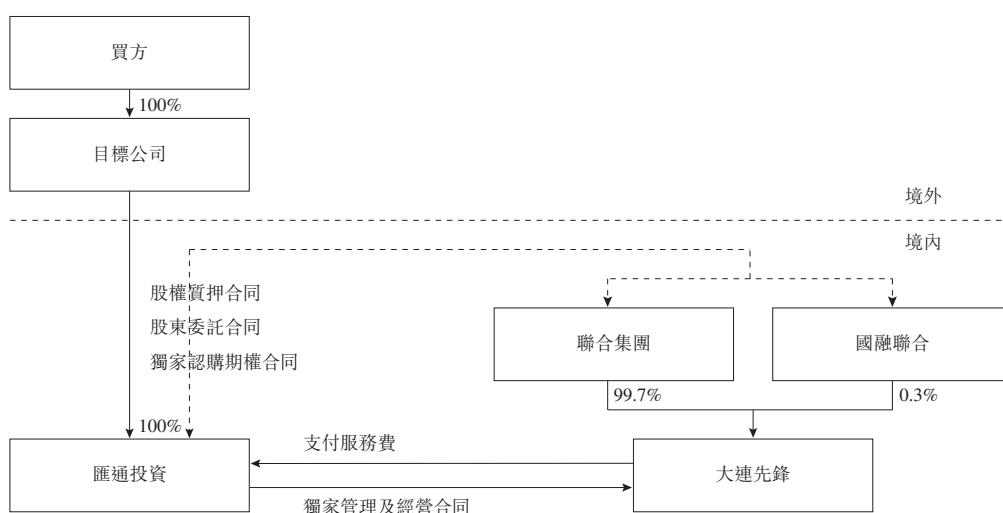 買方
100%
目標公司
境外
境內
股權質押合同
股東委託合同
獨家認購期權合同
聯合集團
國融聯合
99.7%
0.3%
100%
匯通投資
支付服務費
大連先鋒
獨家管理及經營合同